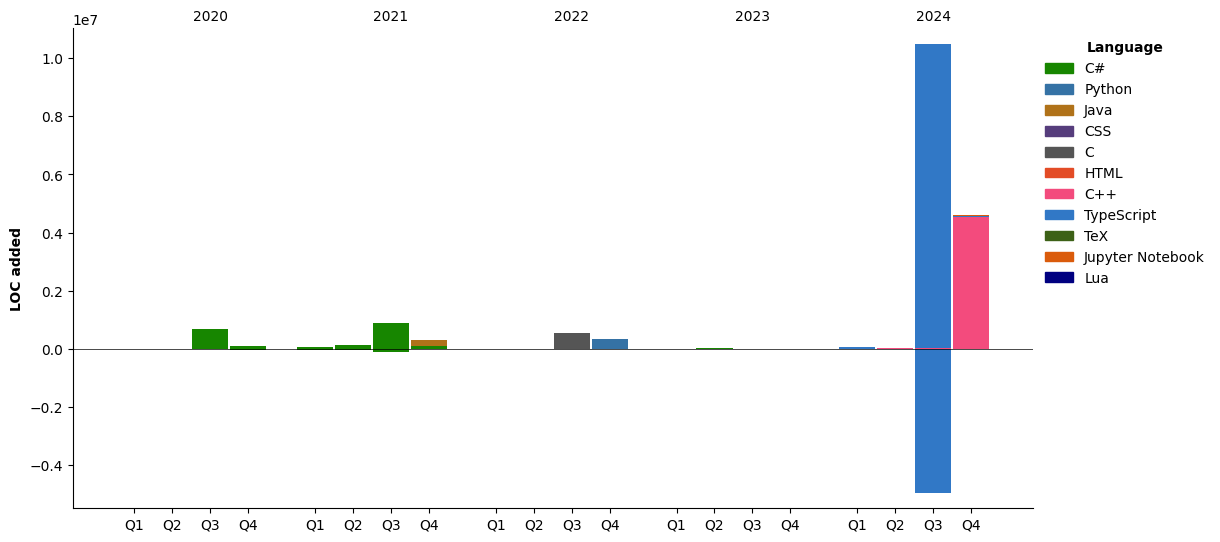 1e7
2020 2021 2022 2023 2024
1.0
0.8
0.6
0.4
0.2
0.0
−0.2
−0.4
LOC added
Q1 Q2 Q3 Q4 Q1 Q2 Q3 Q4 Q1 Q2 Q3 Q4 Q1 Q2 Q3 Q4 Q1 Q2 Q3 Q4
Language
C#
Python
Java
CSS
C
HTML
C++
TypeScript
TeX
Jupyter Notebook
Lua